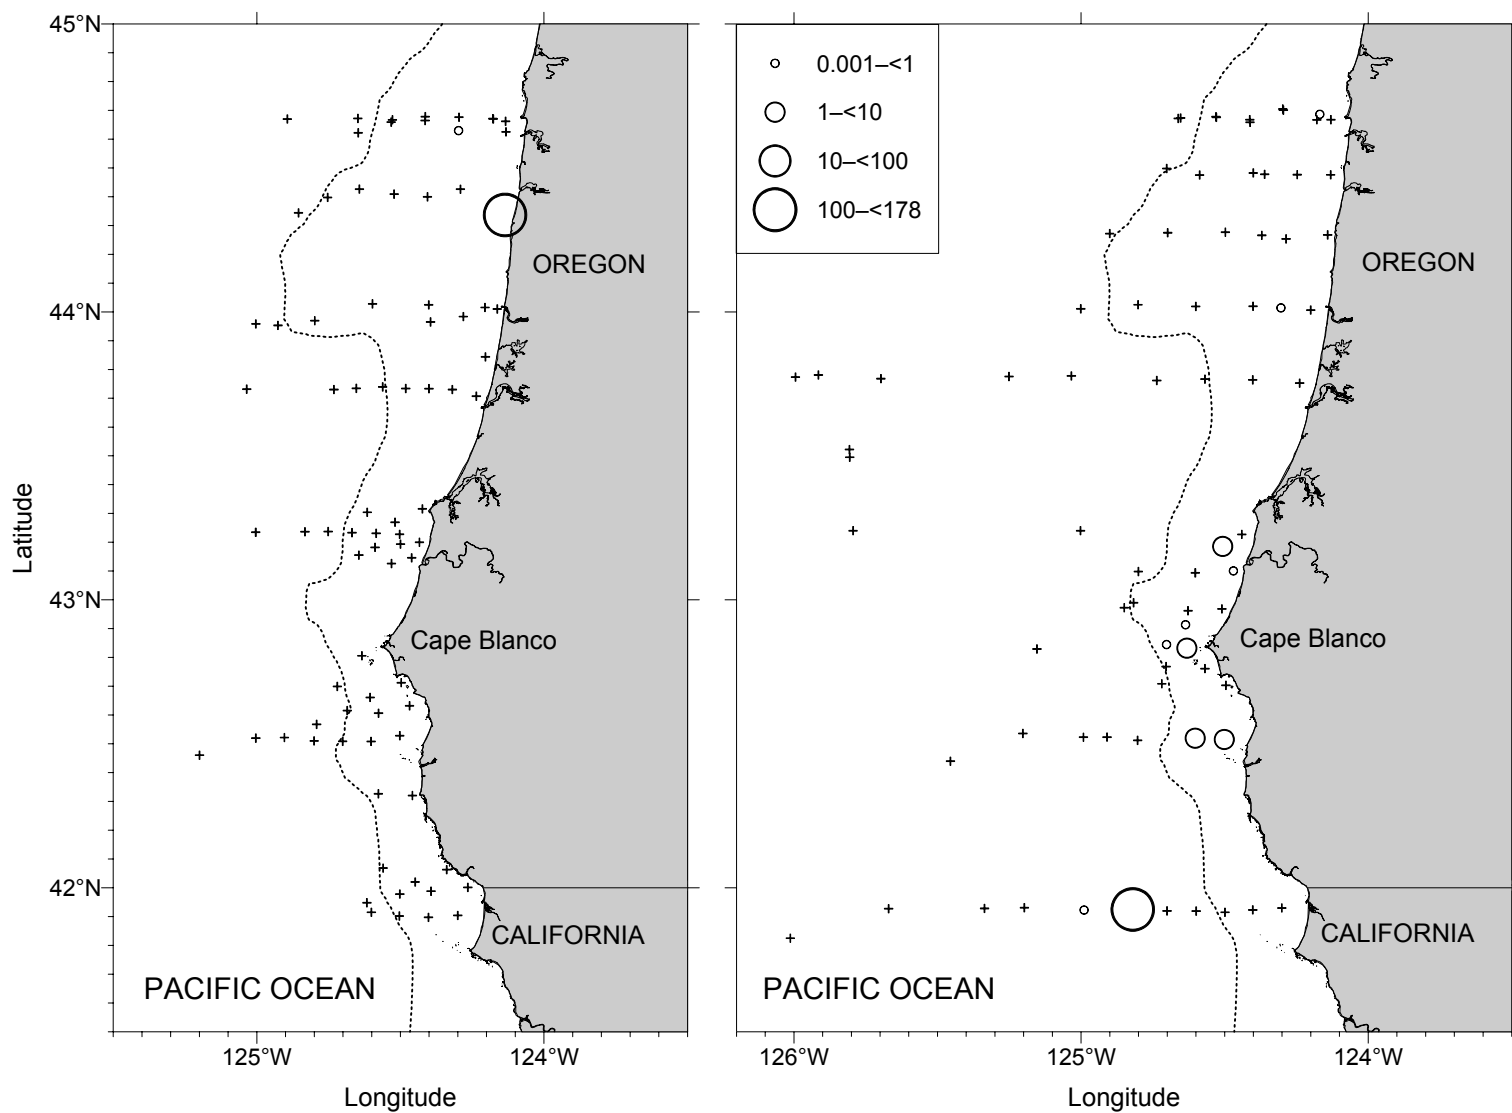 45°N
44°N
43°N
42°N
Latitude
OREGON
Cape Blanco
CALIFORNIA
PACIFIC OCEAN
125°W
124°W
Longitude
0.001–<1
1–<10
10–<100
100–<178
OREGON
Cape Blanco
CALIFORNIA
PACIFIC OCEAN
126°W
125°W
124°W
Longitude